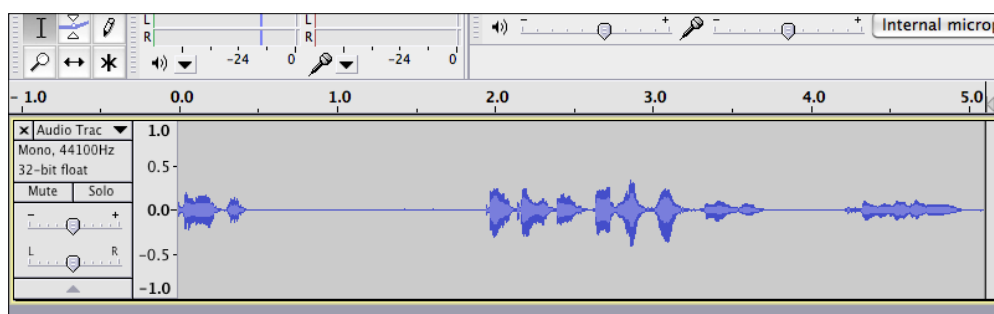 L
R
L
R
-24 0
-24 0
- +
- +
Internal microp
- 1.0 0.0 1.0 2.0 3.0 4.0 5.0
× Audio Trac
Mono, 44100Hz
32-bit float
Mute Solo
- +
L R
1.0
0.5-
0.0-
-0.5-
-1.0